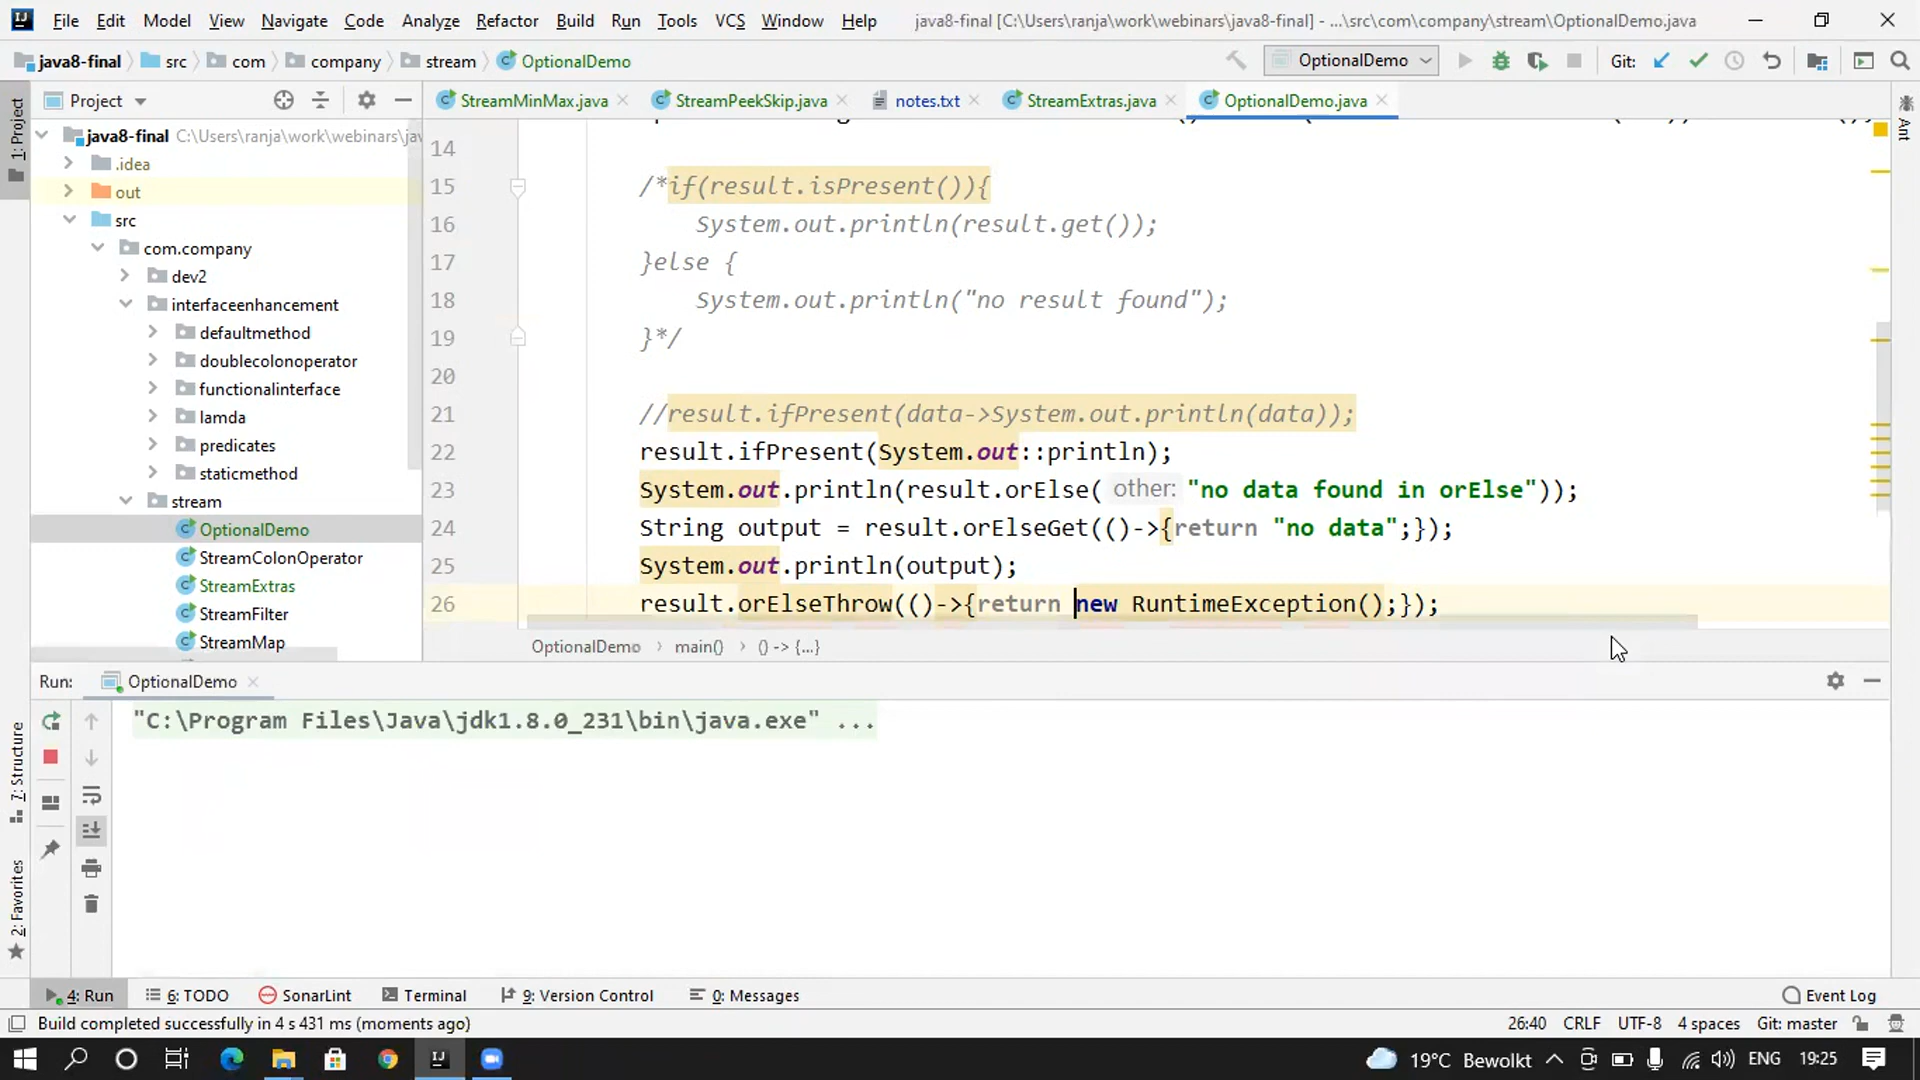 File Edit Model View Navigate Code Analyze Refactor Build Run Tools VCS Window Help java8-final [C:\Users\ranja\work\webinars\java8-final] - ...\src\com\company\stream\OptionalDemo.java
java8-final src com company stream OptionalDemo OptionalDemo Git:
1: Project Project StreamMinMax.java StreamPeekSkip.java notes.txt StreamExtras.java OptionalDemo.java Ant
java8-final C:\Users\ranja\work\webinars\jav
.idea
out
src
com.company
dev2
interfaceenhancement
defaultmethod
doublecolonoperator
functionalinterface
lamda
predicates
staticmethod
stream
OptionalDemo
StreamColonOperator
StreamExtras
StreamFilter
StreamMap
14
15 /*if(result.isPresent()){
16 System.out.println(result.get());
17 }else {
18 System.out.println("no result found");
19 }*/
20
21 //result.ifPresent(data->System.out.println(data));
22 result.ifPresent(System.out::println);
23 System.out.println(result.orElse( other: "no data found in orElse"));
24 String output = result.orElseGet(()->{return "no data";});
25 System.out.println(output);
26 result.orElseThrow(()->{return new RuntimeException();});
OptionalDemo main() () -> {...}
Run: OptionalDemo
"C:\Program Files\Java\jdk1.8.0_231\bin\java.exe" ...
7: Structure
2: Favorites
4: Run 6: TODO SonarLint Terminal 9: Version Control 0: Messages Event Log
Build completed successfully in 4 s 431 ms (moments ago) 26:40 CRLF UTF-8 4 spaces Git: master
19°C Bewolkt ENG 19:25